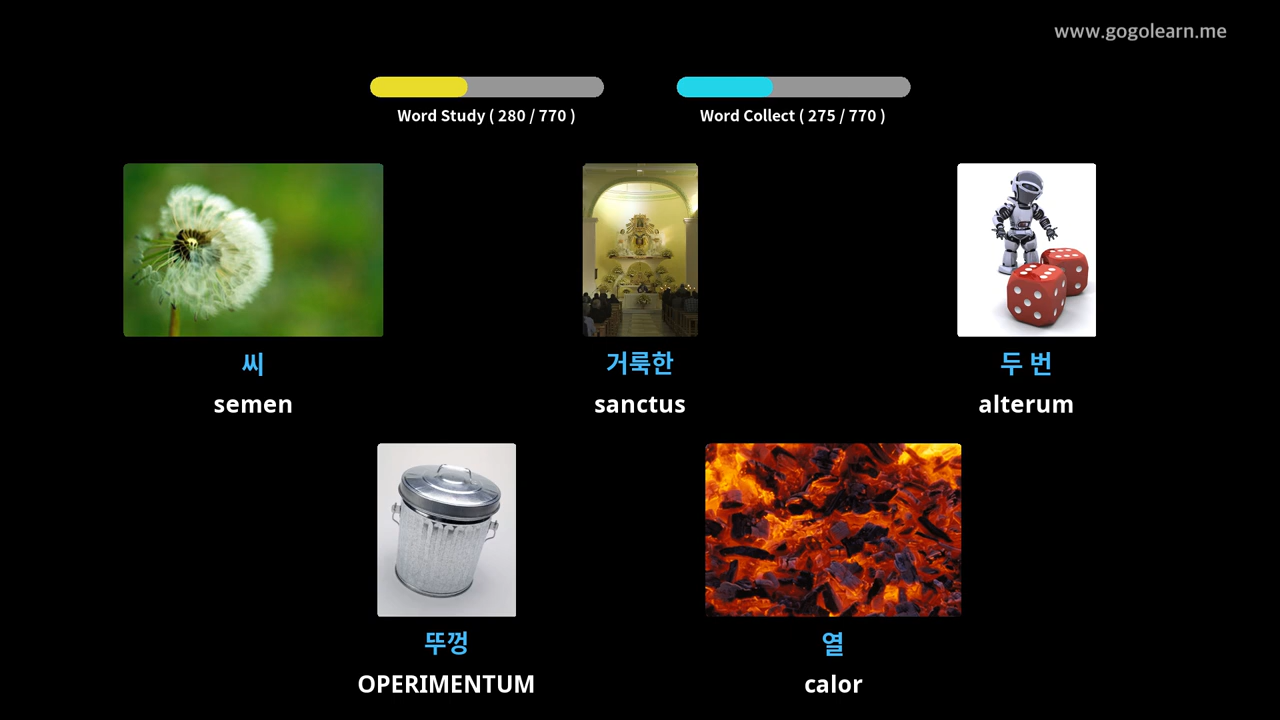 www.gogolearn.me
Word Study ( 280 / 770 )
Word Collect ( 275 / 770 )
씨
semen
거룩한
sanctus
두 번
alterum
뚜껑
OPERIMENTUM
열
calor